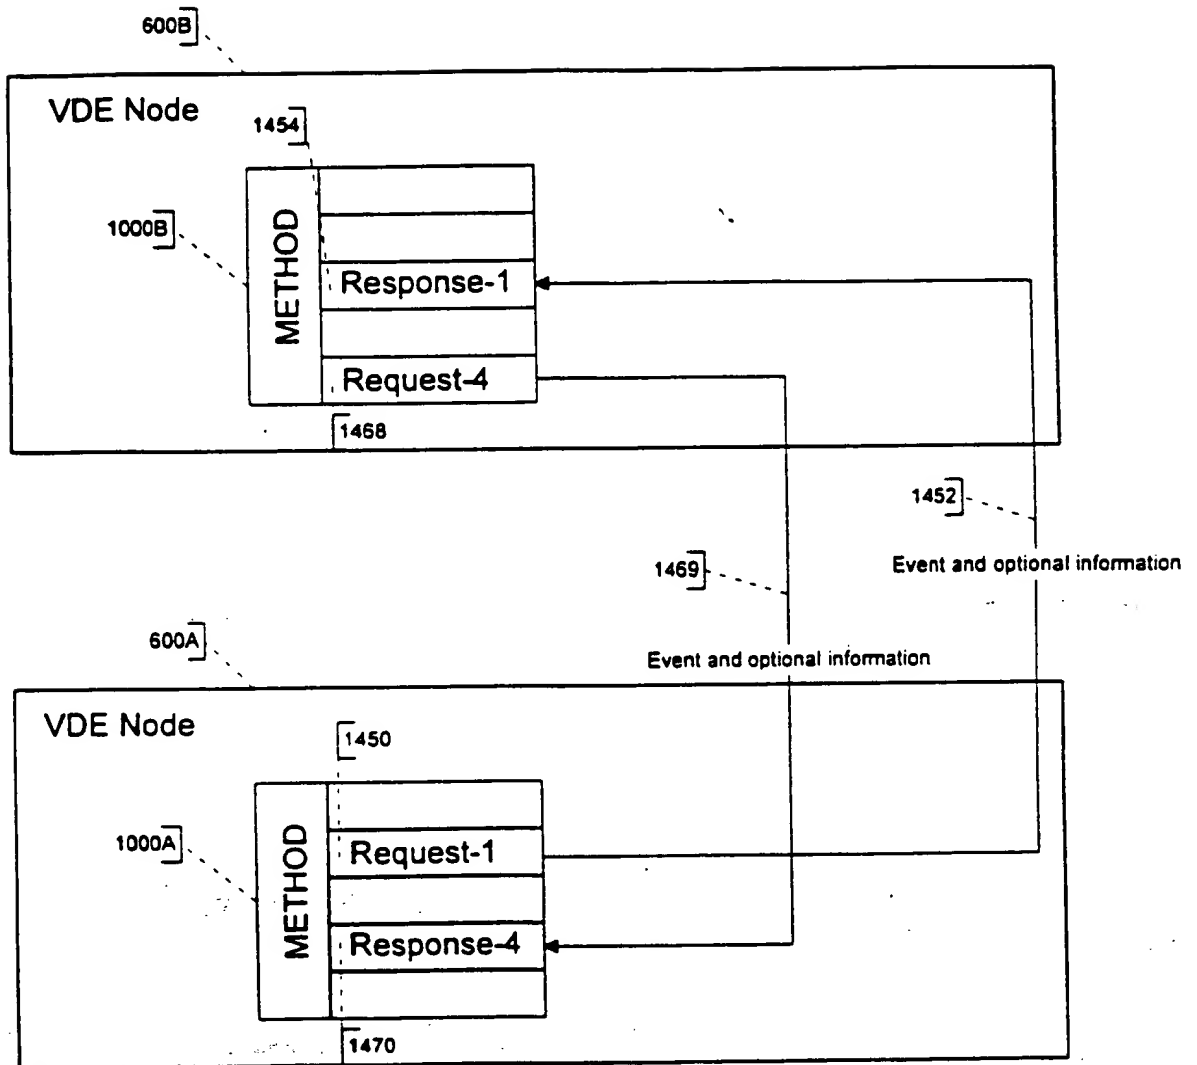 600B
VDE Node
1454
1000B
METHOD
Response-1
Request-4
1468
1452
Event and optional information
1469
Event and optional information
600A
VDE Node
1450
1000A
METHOD
Request-1
Response-4
1470